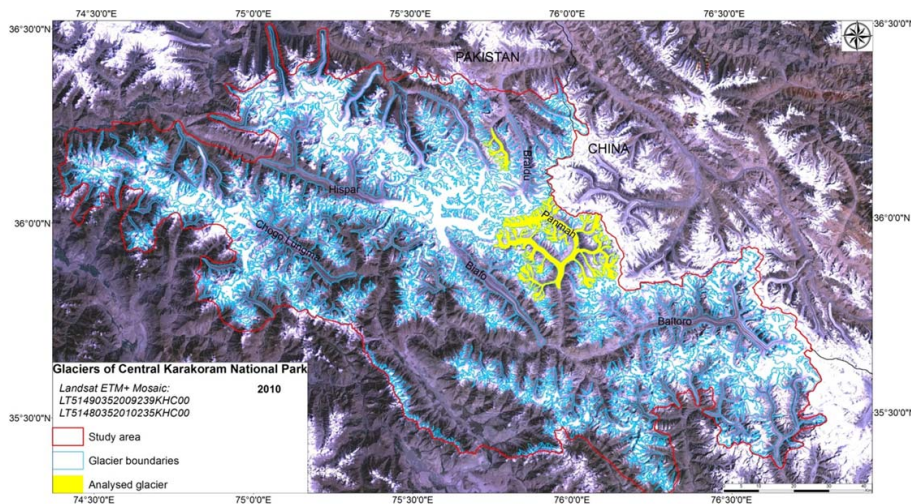 74°30'0"E 75°0'0"E 75°30'0"E 76°0'0"E 76°30'0"E
36°30'0"N 36°30'0"N
PAKISTAN
CHINA
Braldu
Hispar
36°0'0"N 36°0'0"N
Panmah
Chogo Lungma
Biafo
Baltoro
Glaciers of Central Karakoram National Park
Landsat ETM+ Mosaic: 2010
LT51490352009239KHC00
LT51480352010235KHC00
35°30'0"N 35°30'0"N
Study area
Glacier boundaries
Analysed glacier
74°30'0"E 75°0'0"E 75°30'0"E 76°0'0"E 76°30'0"E